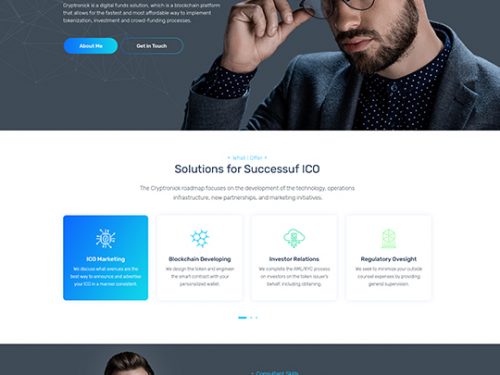 Cryptronick is a digital funds solution, which is a blockchain platform
that allows for the fastest and most affordable way to implement
tokenization, investment and crowd-funding processes.
About Me Get in Touch
What I Offer
Solutions for Successuf ICO
The Cryptronick roadmap focuses on the development of the technology, operations
infrastructure, new partnerships, and marketing initiatives.
ICO Marketing
We discuss what avenues are the
best way to announce and advertise
your ICO in a manner consistent.
Blockchain Developing
We design the token and engineer
the smart contract with your
personalized wallet.
Investor Relations
We complete the AML/KYC process
on investors on the token issuer's
behalf including obtaining.
Regulatory Ovesight
We seek to minimize your outside
counsel expenses by providing
general supervision.
Consultant Skills